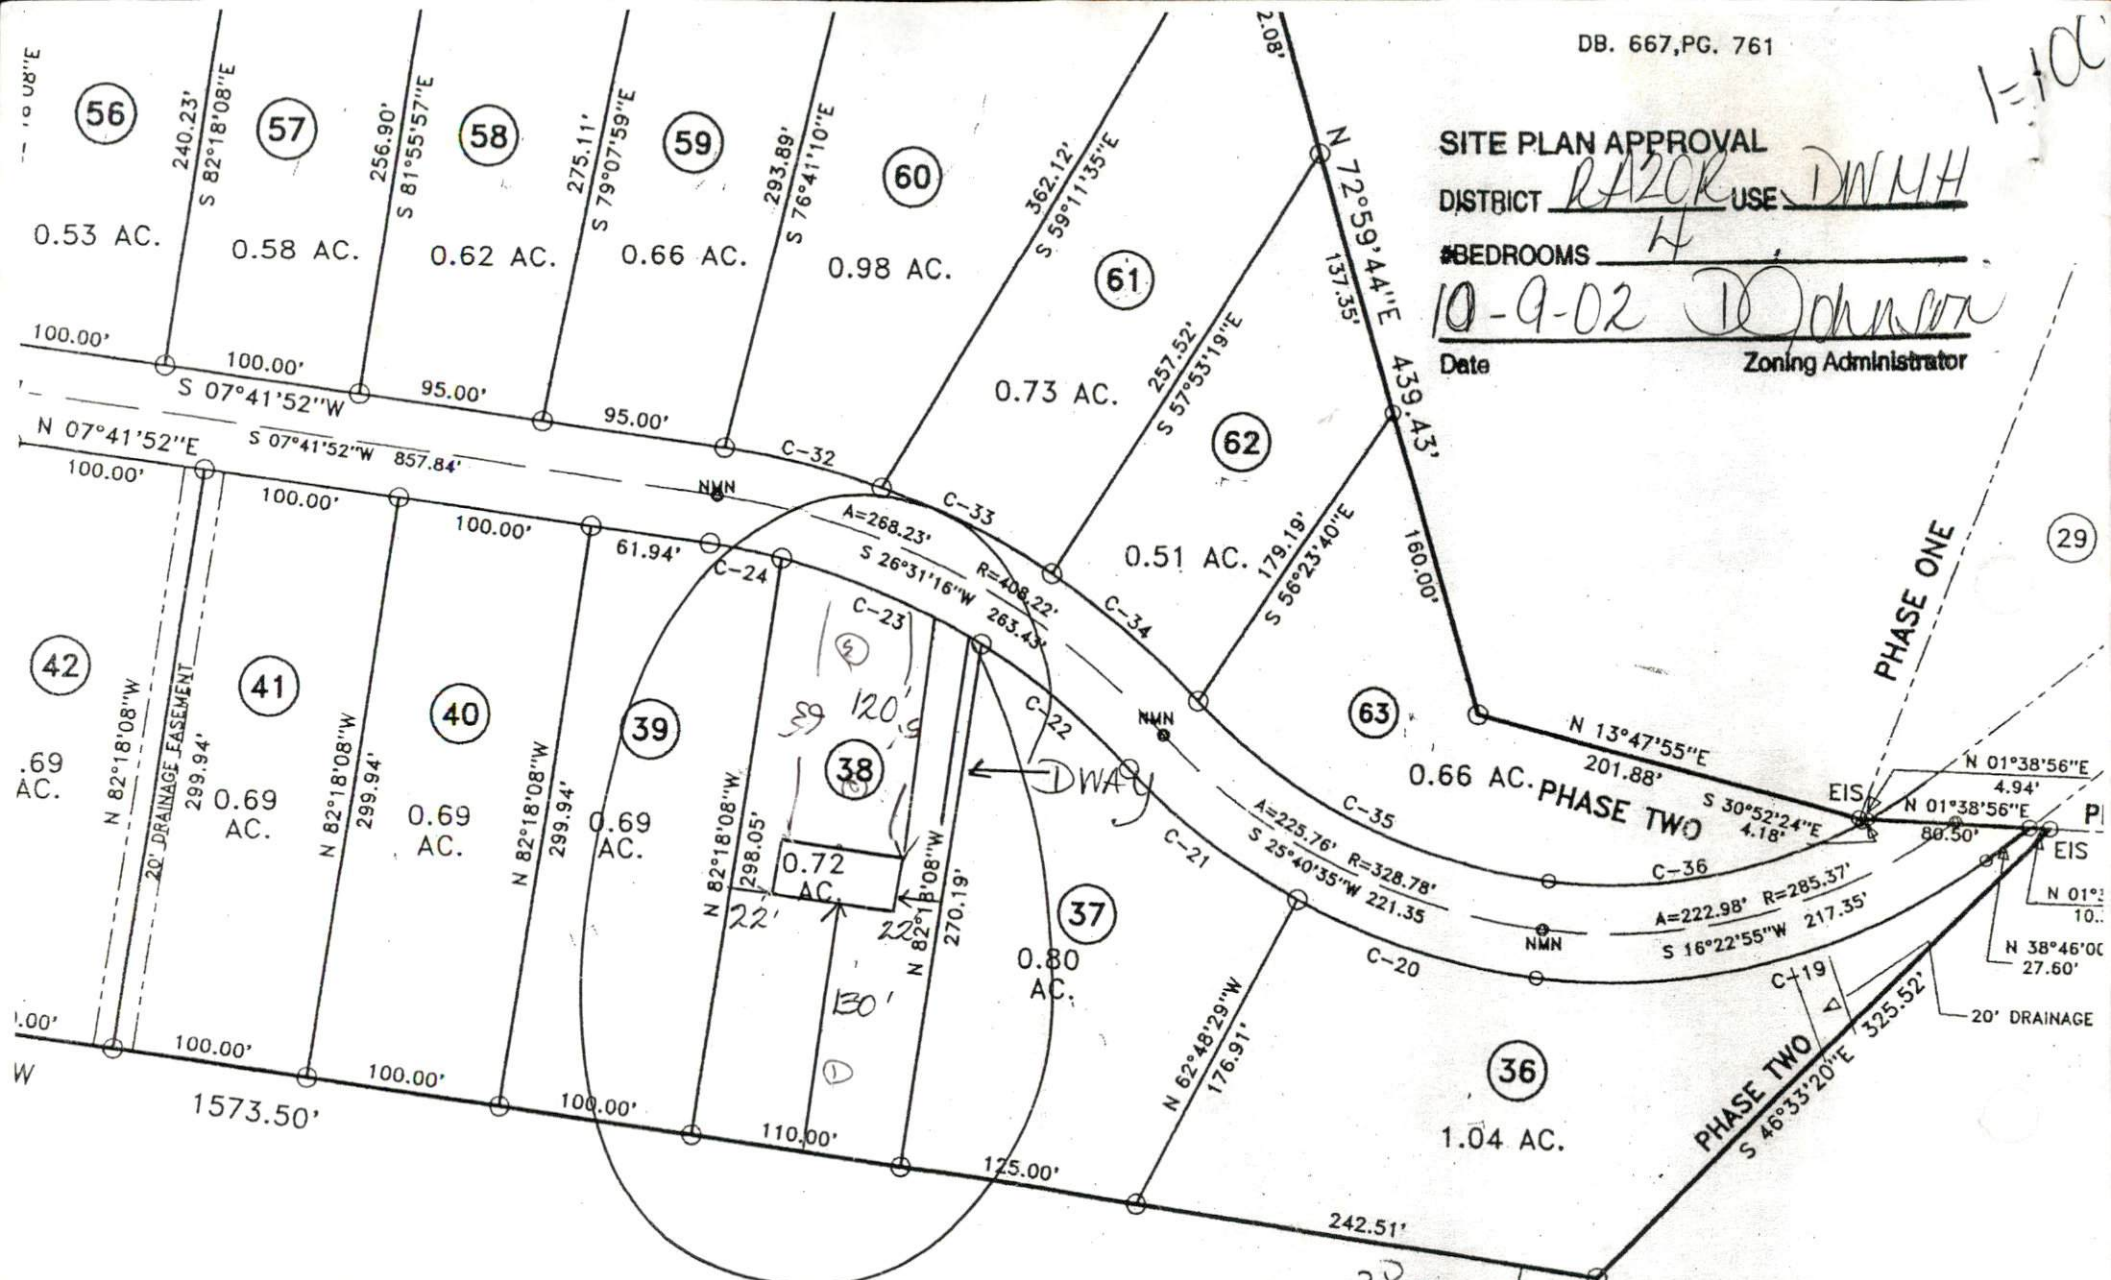 DB. 667,PG. 761
1=100
SITE PLAN APPROVAL
DISTRICT RA20R USE DWMH
#BEDROOMS 4
10-9-02 DJohnson
Date Zoning Administrator
56
240.23'
S 82°18'08"E
0.53 AC.
57
256.90'
S 81°55'57"E
0.58 AC.
58
275.11'
S 79°07'59"E
0.62 AC.
59
293.89'
S 76°41'10"E
0.66 AC.
60
362.12'
S 59°11'35"E
0.98 AC.
61
257.52'
S 57°53'19"E
0.73 AC.
62
179.19'
S 56°23'40"E
0.51 AC.
2.08'
N 72°59'44"E 439.43'
137.35'
160.00'
29
PHASE ONE
100.00'
100.00'
95.00'
95.00'
C-32
C-33
C-34
C-35
C-36
S 07°41'52"W
N 07°41'52"E
S 07°41'52"W 857.84'
NMN
A=268.23' R=408.22'
S 26°31'16"W 263.43'
NMN
A=225.76' R=328.78'
S 25°40'35"W 221.35
NMN
A=222.98' R=285.37'
S 16°22'55"W 217.35'
63
0.66 AC.
PHASE TWO
N 13°47'55"E
201.88'
S 30°52'24"E
4.18'
EIS
N 01°38'56"E
4.94'
N 01°38'56"E
80.50'
EIS
N 38°46'00
27.60'
20' DRAINAGE
100.00'
100.00'
100.00'
61.94'
C-24
C-23
C-22
C-21
C-20
C-19
42
.69
AC.
N 82°18'08"W
20' DRAINAGE EASEMENT
299.94'
41
0.69
AC.
N 82°18'08"W
299.94'
40
0.69
AC.
N 82°18'08"W
299.94'
39
0.69
AC.
N 82°18'08"W
298.05'
120'
38
DWAY
0.72
AC.
22'
22'
130'
N 82°18'08"W
270.19'
37
0.80
AC.
N 62°48'29"W
176.91'
36
1.04 AC.
PHASE TWO
S 46°33'20"E 325.52'
W
100.00'
100.00'
100.00'
110.00'
125.00'
242.51'
1573.50'